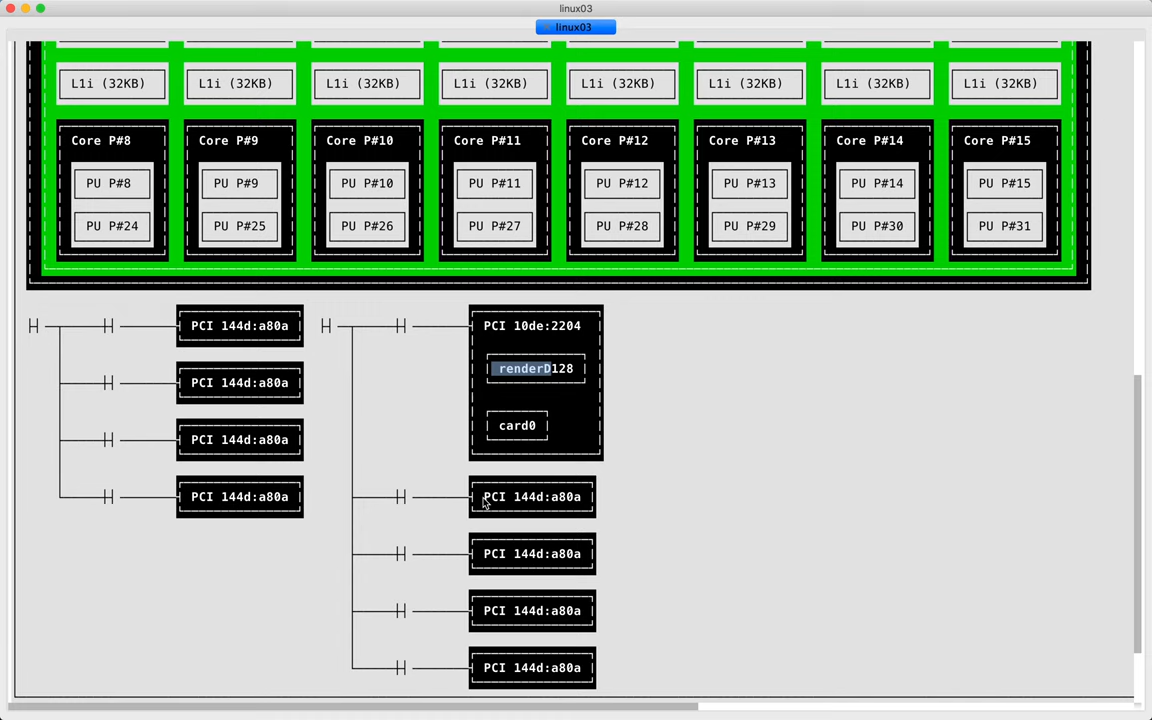 linux03
linux03
L1i (32KB) L1i (32KB) L1i (32KB) L1i (32KB) L1i (32KB) L1i (32KB) L1i (32KB) L1i (32KB)
Core P#8 Core P#9 Core P#10 Core P#11 Core P#12 Core P#13 Core P#14 Core P#15
PU P#8 PU P#9 PU P#10 PU P#11 PU P#12 PU P#13 PU P#14 PU P#15
PU P#24 PU P#25 PU P#26 PU P#27 PU P#28 PU P#29 PU P#30 PU P#31
PCI 144d:a80a PCI 10de:2204
renderD128
PCI 144d:a80a
PCI 144d:a80a card0
PCI 144d:a80a PCI 144d:a80a
PCI 144d:a80a
PCI 144d:a80a
PCI 144d:a80a